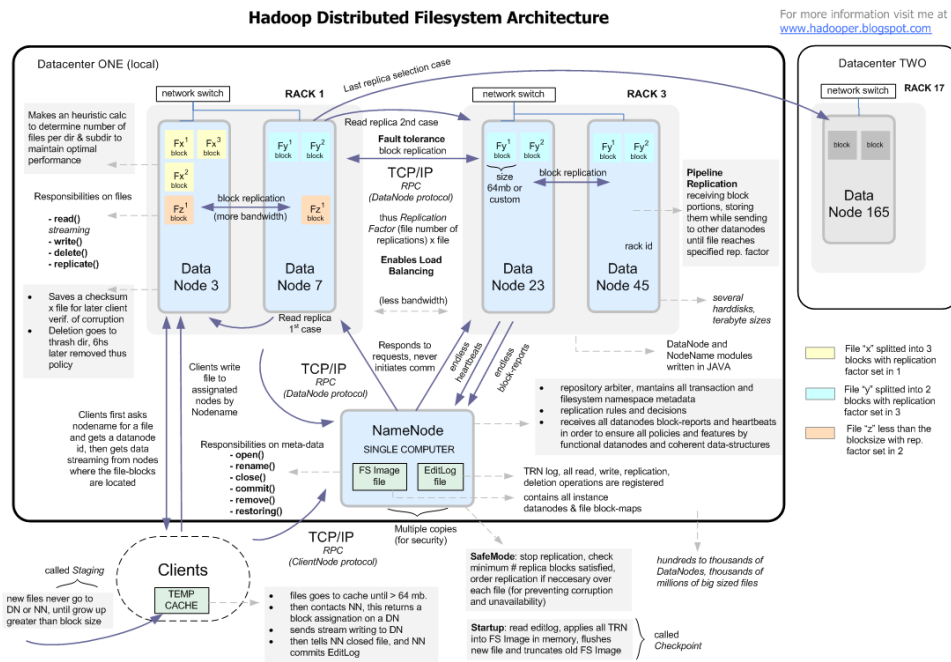 Hadoop Distributed Filesystem Architecture
For more information visit me at
www.hadooper.blogspot.com
Datacenter ONE (local)
Datacenter TWO
Last replica selection case
network switch
RACK 1
network switch
RACK 3
network switch
RACK 17
Makes an heuristic calc
to determine number of
files per dir & subdir to
maintain optimal
performance
Fx1
block
Fx3
block
Fx2
block
Fz1
block
Data
Node 3
Fy1
block
Fy2
block
Fz1
block
Data
Node 7
block replication
(more bandwidth)
Read replica 2nd case
Fault tolerance
block replication
TCP/IP
RPC
(DataNode protocol)
thus Replication
Factor (file number of
replications) x file
Enables Load
Balancing
(less bandwidth)
Fy1
block
Fy2
block
size
64mb or
custom
Data
Node 23
block replication
Fy1
block
Fy2
block
rack id
Data
Node 45
block
block
Data
Node 165
Pipeline
Replication
receiving block
portions, storing
them while sending
to other datanodes
until file reaches
specified rep. factor
Responsibilities on files
- read()
streaming
- write()
- delete()
- replicate()
• Saves a checksum
x file for later client
verif. of corruption
• Deletion goes to
thrash dir, 6hs
later removed thus
policy
Read replica
1st case
several
harddisks,
terabyte sizes
Clients write
file to
assigned
nodes by
Nodename
TCP/IP
RPC
(DataNode protocol)
Responds to
requests, never
initiates comm
endless
heartbeats
endless
block-reports
DataNode and
NodeName modules
written in JAVA
File "x" splitted into 3
blocks with replication
factor set in 1
File "y" splitted into 2
blocks with replication
factor set in 3
File "z" less than the
blocksize with rep.
factor set in 2
• repository arbiter, mantains all transaction and
filesystem namespace metadata
• replication rules and decisions
• receives all datanodes block-reports and heartbeats
in order to ensure all policies and features by
functional datanodes and coherent data-structures
Clients first asks
nodename for a file
and gets a datanode
id, then gets data
streaming from nodes
where the file-blocks
are located
NameNode
SINGLE COMPUTER
FS Image
file
EditLog
file
Responsibilities on meta-data
- open()
- rename()
- close()
- commit()
- remove()
- restoring()
TRN log, all read, write, replication,
deletion operations are registered
contains all instance
datanodes & file block-maps
Multiple copies
(for security)
TCP/IP
RPC
(ClientNode protocol)
SafeMode: stop replication, check
minimum # replica blocks satisfied,
order replication if neccesary over
each file (for preventing corruption
and unavailability)
hundreds to thousands of
DataNodes, thousands of
millions of big sized files
called Staging
new files never go to
DN or NN, until grow up
greater than block size
Clients
TEMP
CACHE
• files goes to cache until > 64 mb.
• then contacts NN, this returns a
block assignation on a DN
• sends stream writing to DN
• then tells NN closed file, and NN
commits EditLog
Startup: read editlog, applies all TRN
into FS Image in memory, flushes
new file and truncates old FS Image
called
Checkpoint